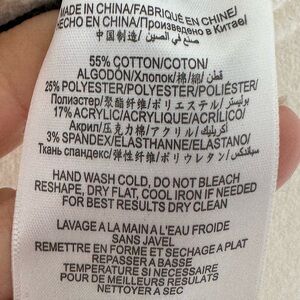 MADE IN CHINA/FABRIQUÉ EN CHINE/
HECHO EN CHINA/Произведено в Китае/
中国制造/صنع في الصين
55% COTTON/COTON/
ALGODÓN/Хлопок/棉/綿/قطن
25% POLYESTER/POLYESTER/POLIÉSTER/
Полиэстер/聚酯纤维/ポリエステル/بوليستر
17% ACRYLIC/ACRYLIQUE/ACRÍLICO/
Акрил/压克力棉/アクリル/أكريليك
3% SPANDEX/ELASTHANNE/ELASTANO/
Ткань спандекс/弹性纤维/ポリウレタン/سباندكس
HAND WASH COLD, DO NOT BLEACH
RESHAPE, DRY FLAT, COOL IRON IF NEEDED
FOR BEST RESULTS DRY CLEAN
LAVAGE A LA MAIN A L'EAU FROIDE
SANS JAVEL
REMETTRE EN FORME ET SECHAGE A PLAT
REPASSER A BASSE
TEMPERATURE SI NECESSAIRE
POUR DE MEILLEURS RESULTATS
NETTOYER A SEC